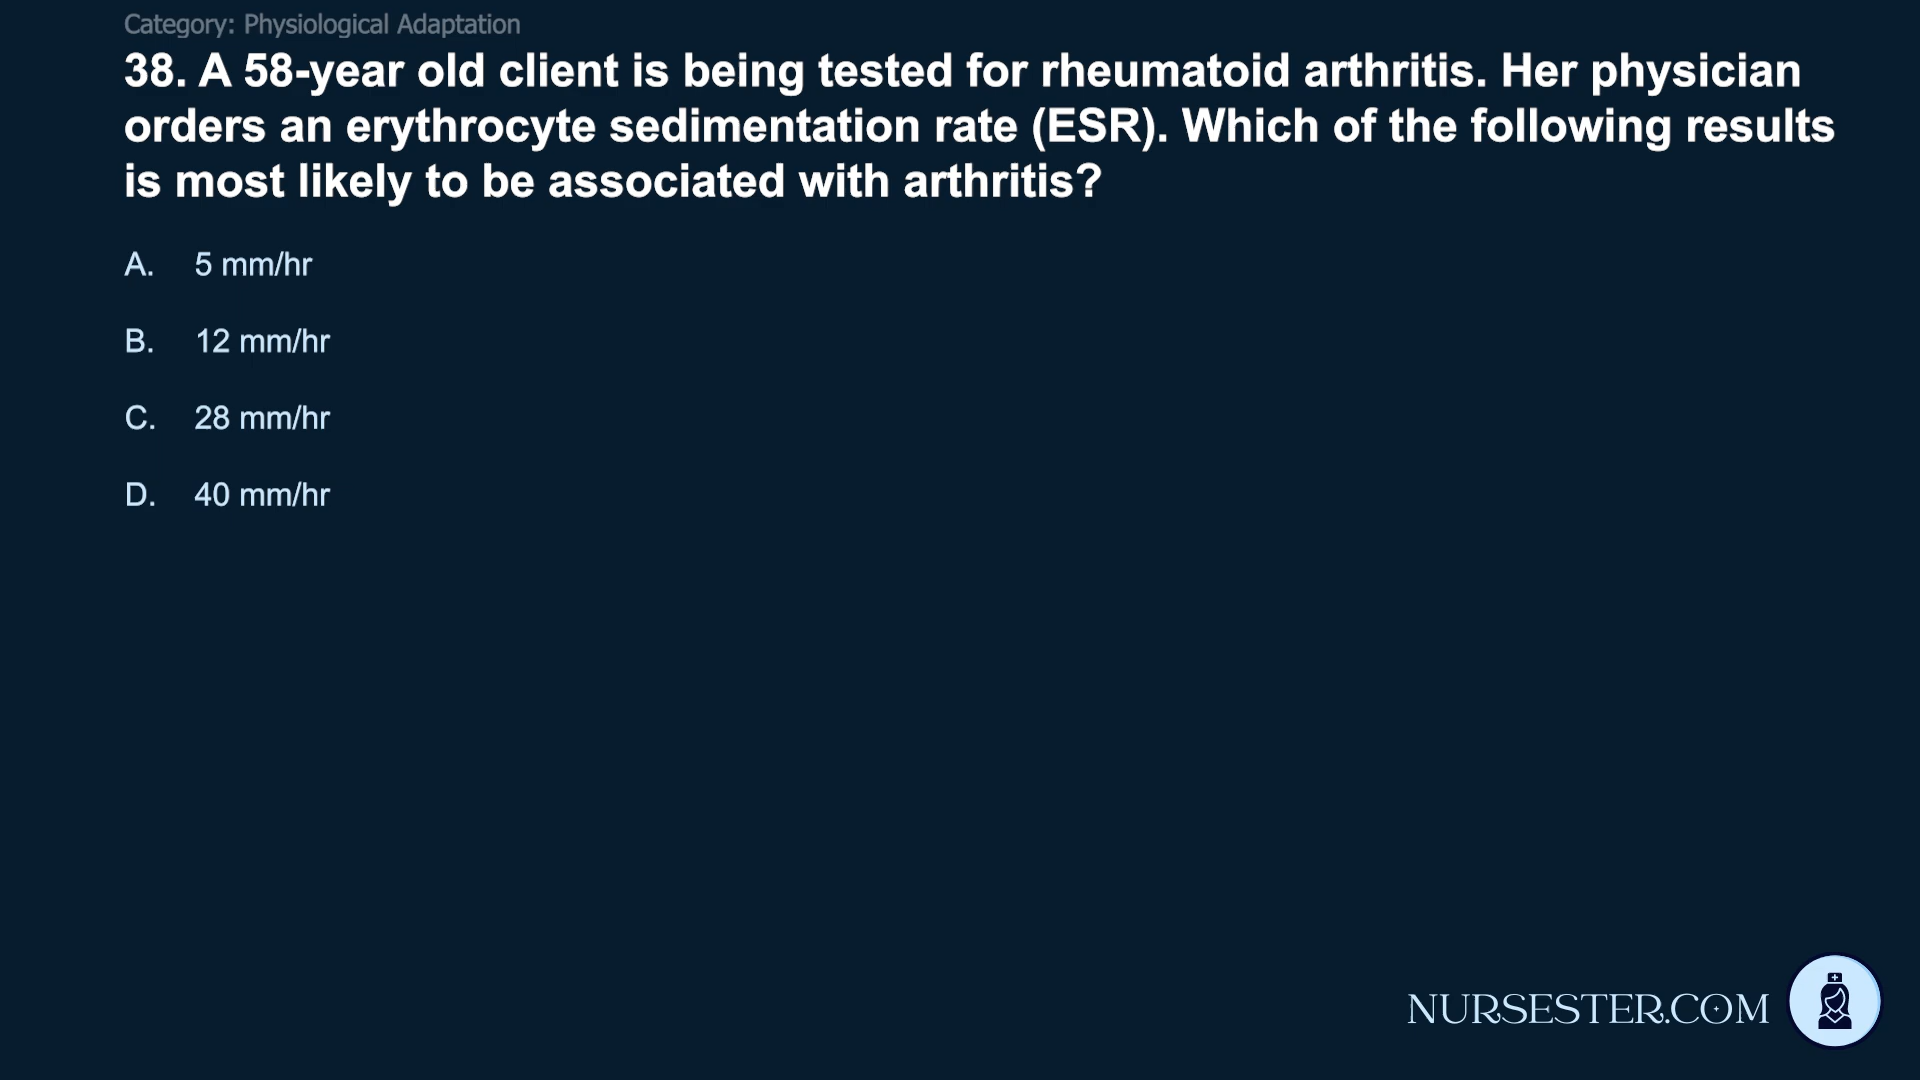 Category: Physiological Adaptation
38. A 58-year old client is being tested for rheumatoid arthritis. Her physician
orders an erythrocyte sedimentation rate (ESR). Which of the following results
is most likely to be associated with arthritis?
A. 5 mm/hr
B. 12 mm/hr
C. 28 mm/hr
D. 40 mm/hr
NURSESTER.COM